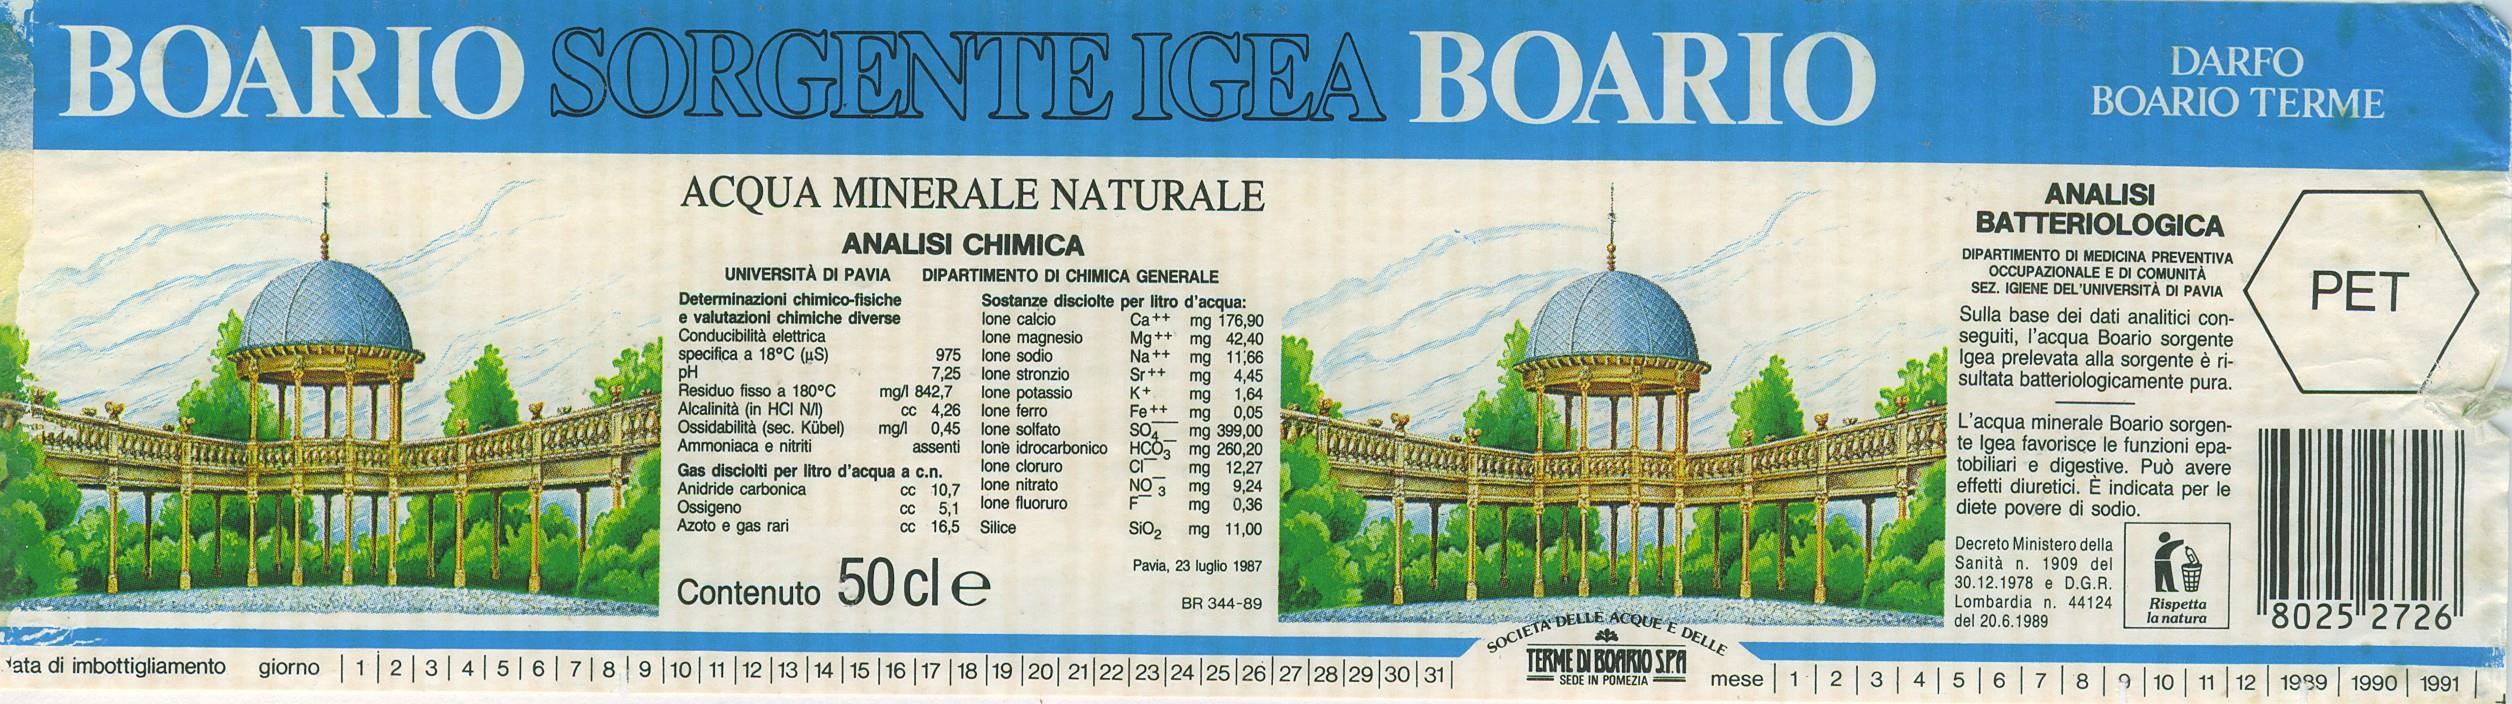 BOARIO SORGENTE IGEA BOARIO
DARFO
BOARIO TERME
ACQUA MINERALE NATURALE
ANALISI CHIMICA
UNIVERSITÀ DI PAVIA DIPARTIMENTO DI CHIMICA GENERALE
Determinazioni chimico-fisiche
e valutazioni chimiche diverse
Conducibilità elettrica
specifica a 18°C (µS) 975
pH 7,25
Residuo fisso a 180°C mg/l 842,7
Alcalinità (in HCl N/l) cc 4,26
Ossidabilità (sec. Kübel) mg/l 0,45
Ammoniaca e nitriti assenti
Gas disciolti per litro d'acqua a c.n.
Anidride carbonica cc 10,7
Ossigeno cc 5,1
Azoto e gas rari cc 16,5
Sostanze disciolte per litro d'acqua:
Ione calcio Ca++ mg 176,90
Ione magnesio Mg++ mg 42,40
Ione sodio Na++ mg 11,66
Ione stronzio Sr++ mg 4,45
Ione potassio K+ mg 1,64
Ione ferro Fe++ mg 0,05
Ione solfato SO4-- mg 399,00
Ione idrocarbonico HCO3- mg 260,20
Ione cloruro Cl- mg 12,27
Ione nitrato NO3- mg 9,24
Ione fluoruro F- mg 0,36
Silice SiO2 mg 11,00
Contenuto 50 cl e
Pavia, 23 luglio 1987
BR 344-89
ANALISI
BATTERIOLOGICA
DIPARTIMENTO DI MEDICINA PREVENTIVA
OCCUPAZIONALE E DI COMUNITÀ
SEZ. IGIENE DEL'UNIVERSITÀ DI PAVIA
Sulla base dei dati analitici con-
seguiti, l'acqua Boario sorgente
Igea prelevata alla sorgente è ri-
sultata batteriologicamente pura.
L'acqua minerale Boario sorgen-
te Igea favorisce le funzioni epa-
tobiliari e digestive. Può avere
effetti diuretici. È indicata per le
diete povere di sodio.
Decreto Ministero della
Sanità n. 1909 del
30.12.1978 e D.G.R.
Lombardia n. 44124
del 20.6.1989
Rispetta
la natura
PET
8025 2726
SOCIETÀ DELLE ACQUE E DELLE
TERME DI BOARIO S.P.A
SEDE IN POMEZIA
ata di imbottigliamento giorno | 1 | 2 | 3 | 4 | 5 | 6 | 7 | 8 | 9 | 10 | 11 | 12 | 13 | 14 | 15 | 16 | 17 | 18 | 19 | 20 | 21 | 22 | 23 | 24 | 25 | 26 | 27 | 28 | 29 | 30 | 31 |
mese | 1 | 2 | 3 | 4 | 5 | 6 | 7 | 8 | 9 | 10 | 11 | 12 | 1989 | 1990 | 1991 |